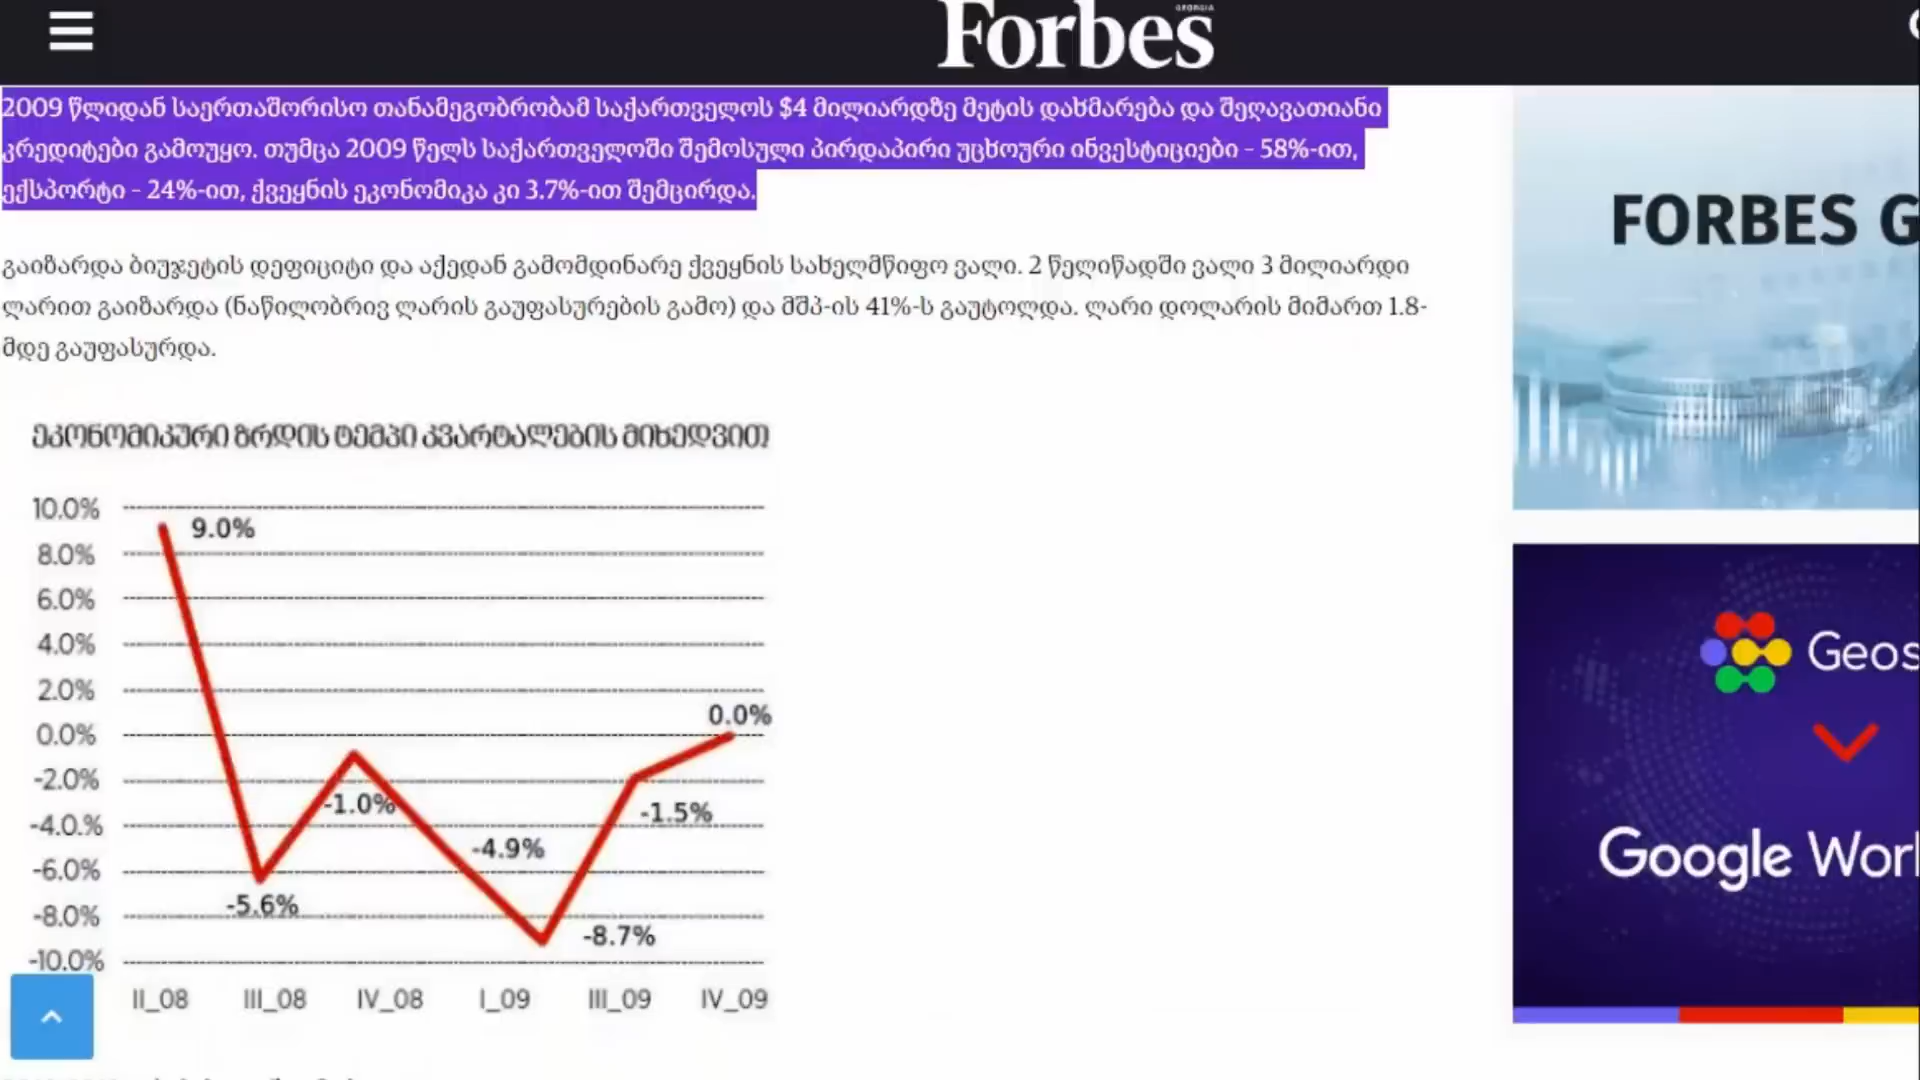 GEORGIA
Forbes
2009 წლიდან საერთაშორისო თანამეგობრობამ საქართველოს $4 მილიარდზე მეტის დახმარება და შეღავათიანი
კრედიტები გამოუყო. თუმცა 2009 წელს საქართველოში შემოსული პირდაპირი უცხოური ინვესტიციები - 58%-ით,
ექსპორტი - 24%-ით, ქვეყნის ეკონომიკა კი 3.7%-ით შემცირდა.
გაიზარდა ბიუჯეტის დეფიციტი და აქედან გამომდინარე ქვეყნის სახელმწიფო ვალი. 2 წელიწადში ვალი 3 მილიარდი
ლარით გაიზარდა (ნაწილობრივ ლარის გაუფასურების გამო) და მშპ-ის 41%-ს გაუტოლდა. ლარი დოლარის მიმართ 1.8-
მდე გაუფასურდა.
ეკონომიკური ზრდის ტემპი კვარტალების მიხედვით
10.0%
9.0%
8.0%
6.0%
4.0%
2.0%
0.0%
0.0%
-2.0%
-1.0%
-1.5%
-4.0.%
-4.9%
-6.0%
-5.6%
-8.0%
-8.7%
-10.0%
II_08 III_08 IV_08 I_09 III_09 IV_09
FORBES G
Geos
Google Worl